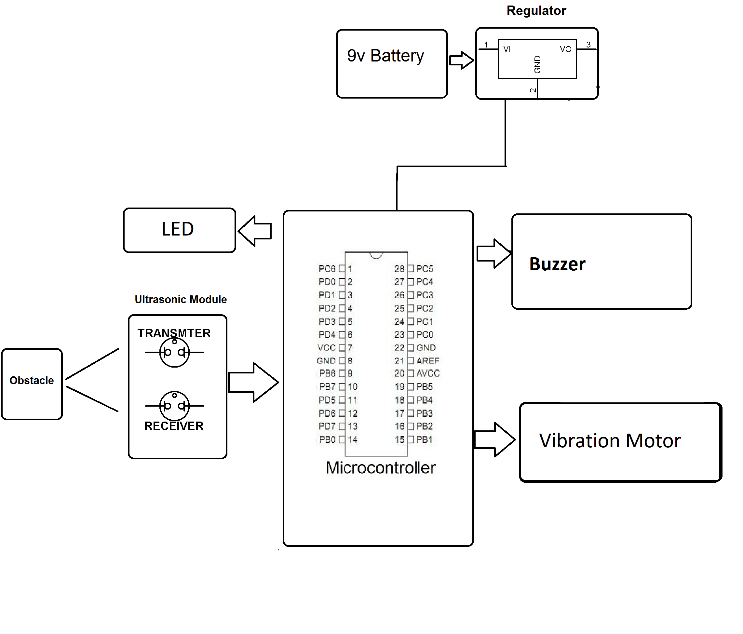 Regulator
9v Battery
1 VI VO 3
GND
2
LED
Buzzer
Ultrasonic Module
TRANSMTER
RECEIVER
Obstacle
PC6 1 28 PC5
PD0 2 27 PC4
PD1 3 26 PC3
PD2 4 25 PC2
PD3 5 24 PC1
PD4 6 23 PC0
VCC 7 22 GND
GND 8 21 AREF
PB6 9 20 AVCC
PB7 10 19 PB5
PD5 11 18 PB4
PD6 12 17 PB3
PD7 13 16 PB2
PB0 14 15 PB1
Microcontroller
Vibration Motor